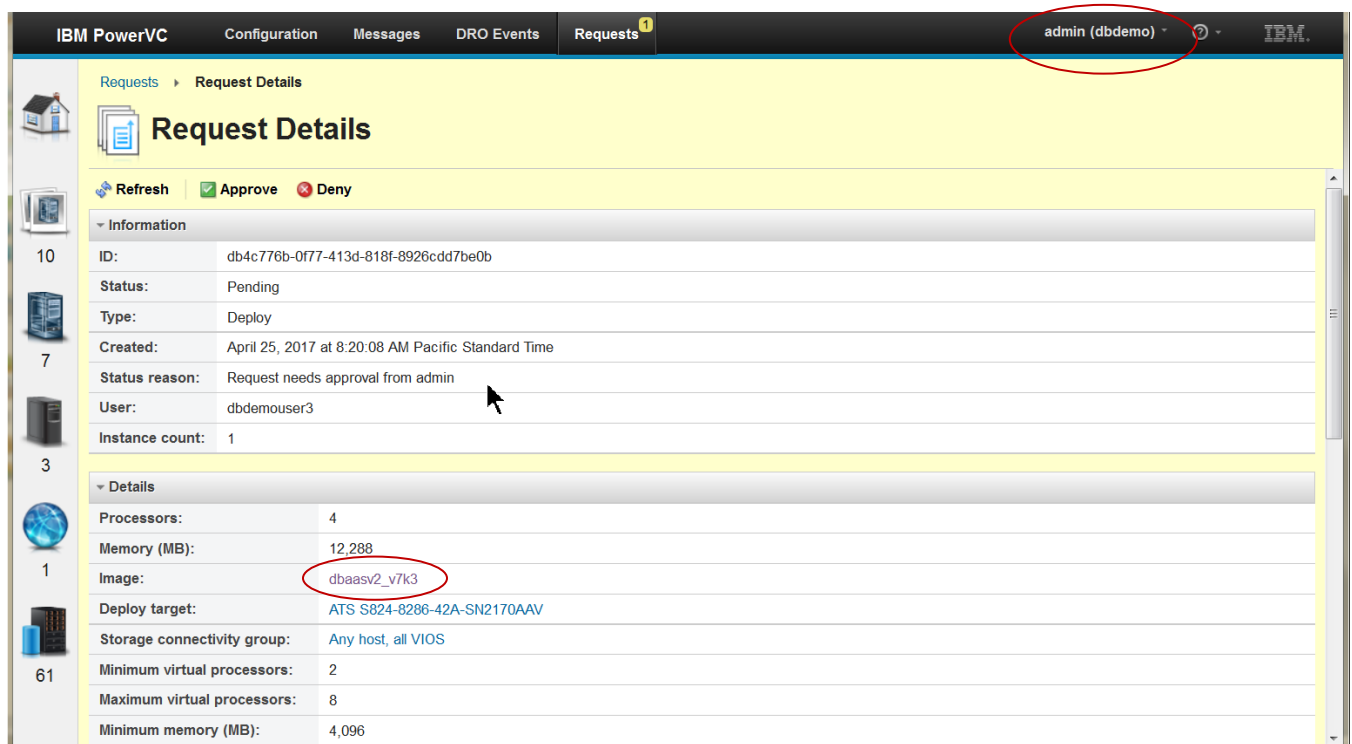 IBM PowerVC Configuration Messages DRO Events Requests 1 admin (dbdemo) ? IBM.
Requests Request Details
Request Details
Refresh Approve Deny
Information
10 ID: db4c776b-0f77-413d-818f-8926cdd7be0b
Status: Pending
Type: Deploy
7 Created: April 25, 2017 at 8:20:08 AM Pacific Standard Time
Status reason: Request needs approval from admin
User: dbdemouser3
Instance count: 1
3
Details
Processors: 4
Memory (MB): 12,288
1 Image: dbaasv2_v7k3
Deploy target: ATS S824-8286-42A-SN2170AAV
Storage connectivity group: Any host, all VIOS
61 Minimum virtual processors: 2
Maximum virtual processors: 8
Minimum memory (MB): 4,096